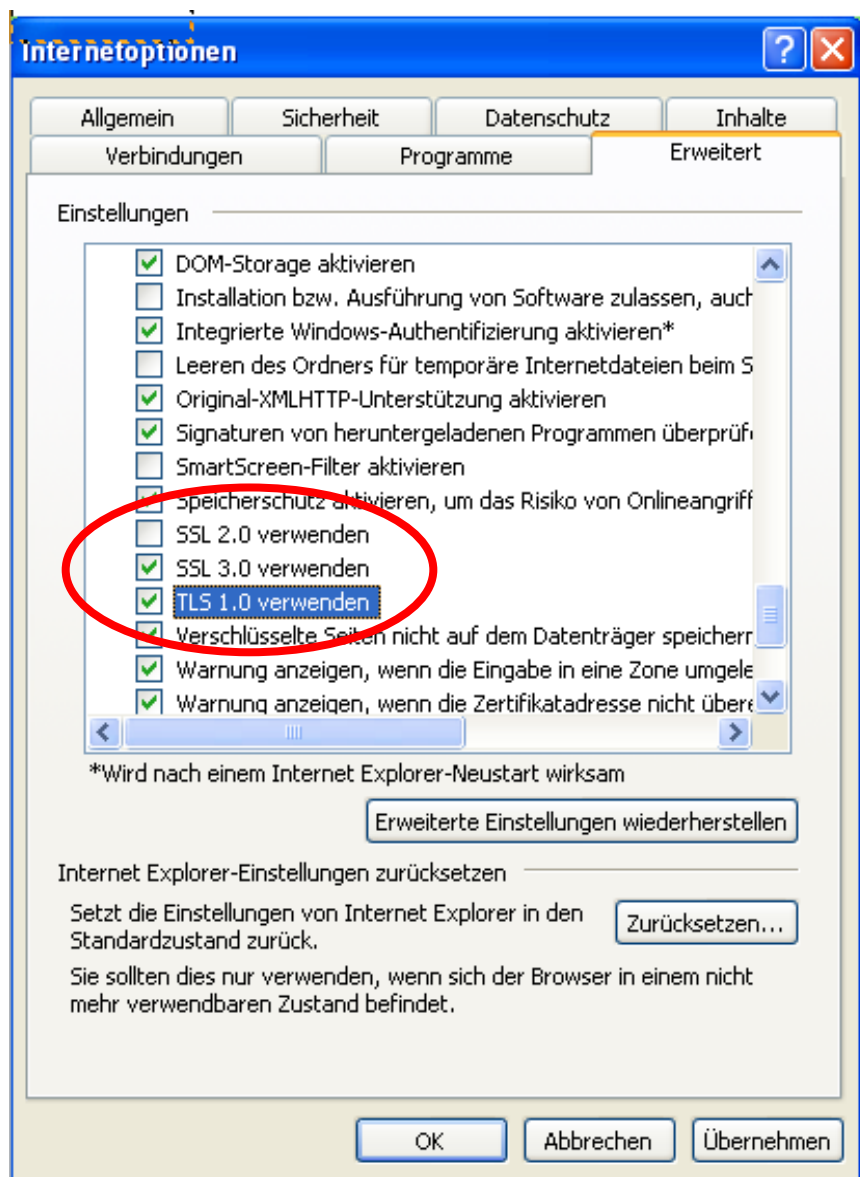 Internetoptionen
Allgemein Sicherheit Datenschutz Inhalte
Verbindungen Programme Erweitert
Einstellungen
DOM-Storage aktivieren
Installation bzw. Ausführung von Software zulassen, auch
Integrierte Windows-Authentifizierung aktivieren*
Leeren des Ordners für temporäre Internetdateien beim S
Original-XMLHTTP-Unterstützung aktivieren
Signaturen von heruntergeladenen Programmen überprüf
SmartScreen-Filter aktivieren
Speicherschutz aktivieren, um das Risiko von Onlineangriff
SSL 2.0 verwenden
SSL 3.0 verwenden
TLS 1.0 verwenden
Verschlüsselte Seiten nicht auf dem Datenträger speichern
Warnung anzeigen, wenn die Eingabe in eine Zone umgele
Warnung anzeigen, wenn die Zertifikatadresse nicht übere
*Wird nach einem Internet Explorer-Neustart wirksam
Erweiterte Einstellungen wiederherstellen
Internet Explorer-Einstellungen zurücksetzen
Setzt die Einstellungen von Internet Explorer in den
Standardzustand zurück.
Zurücksetzen...
Sie sollten dies nur verwenden, wenn sich der Browser in einem nicht
mehr verwendbaren Zustand befindet.
OK Abbrechen Übernehmen